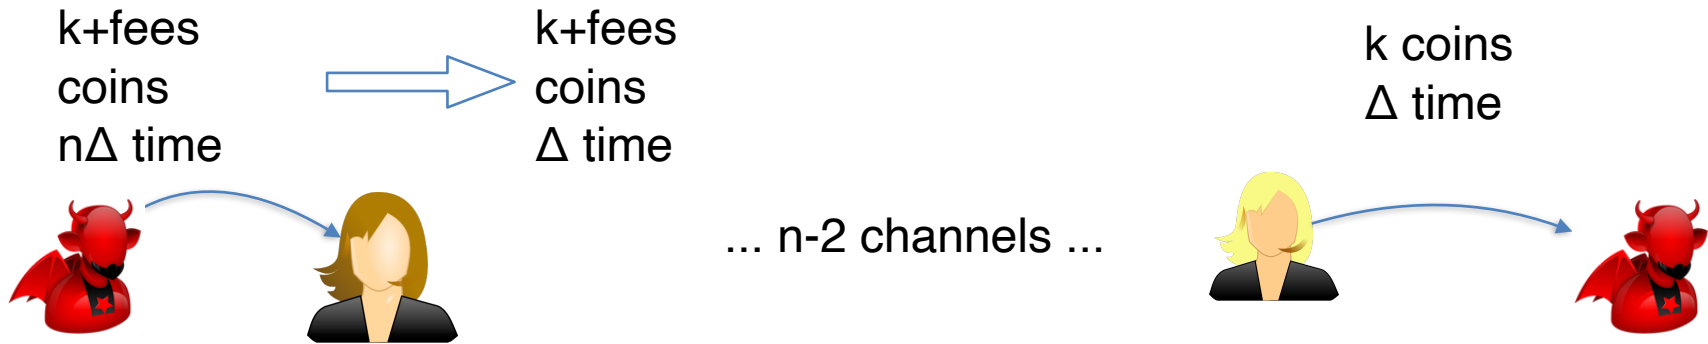 k+fees
coins
nΔ time
k+fees
coins
Δ time
k coins
Δ time
... n-2 channels ...